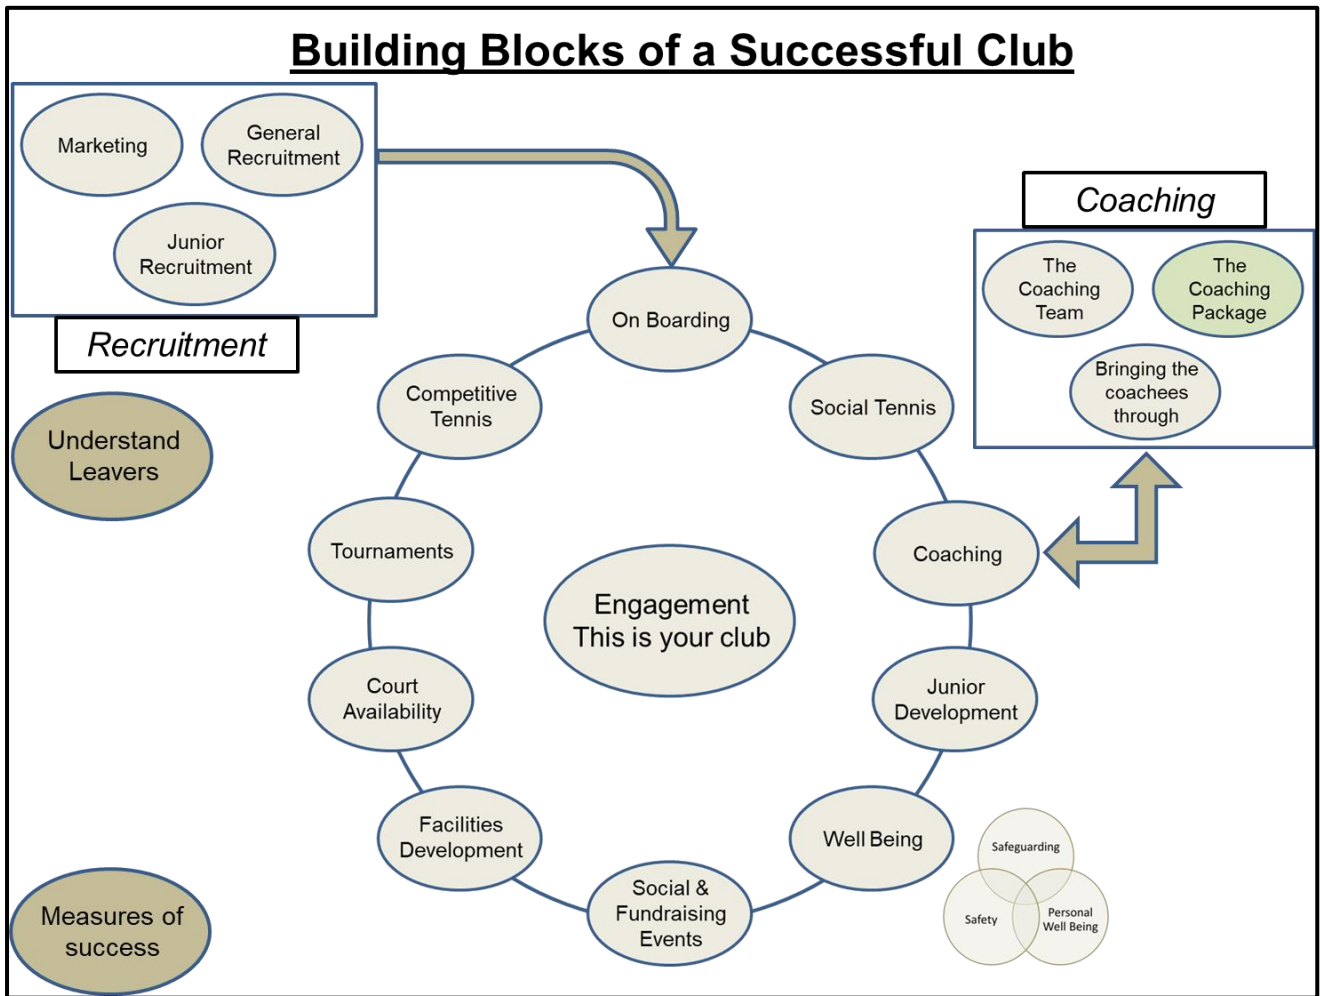 Building Blocks of a Successful Club
Marketing
General
Recruitment
Junior
Recruitment
Recruitment
Coaching
The
Coaching
Team
The
Coaching
Package
Bringing the
coachees
through
On Boarding
Competitive
Tennis
Social Tennis
Understand
Leavers
Tournaments
Coaching
Engagement
This is your club
Court
Availability
Junior
Development
Facilities
Development
Well Being
Social &
Fundraising
Events
Safeguarding
Safety
Personal
Well Being
Measures of
success